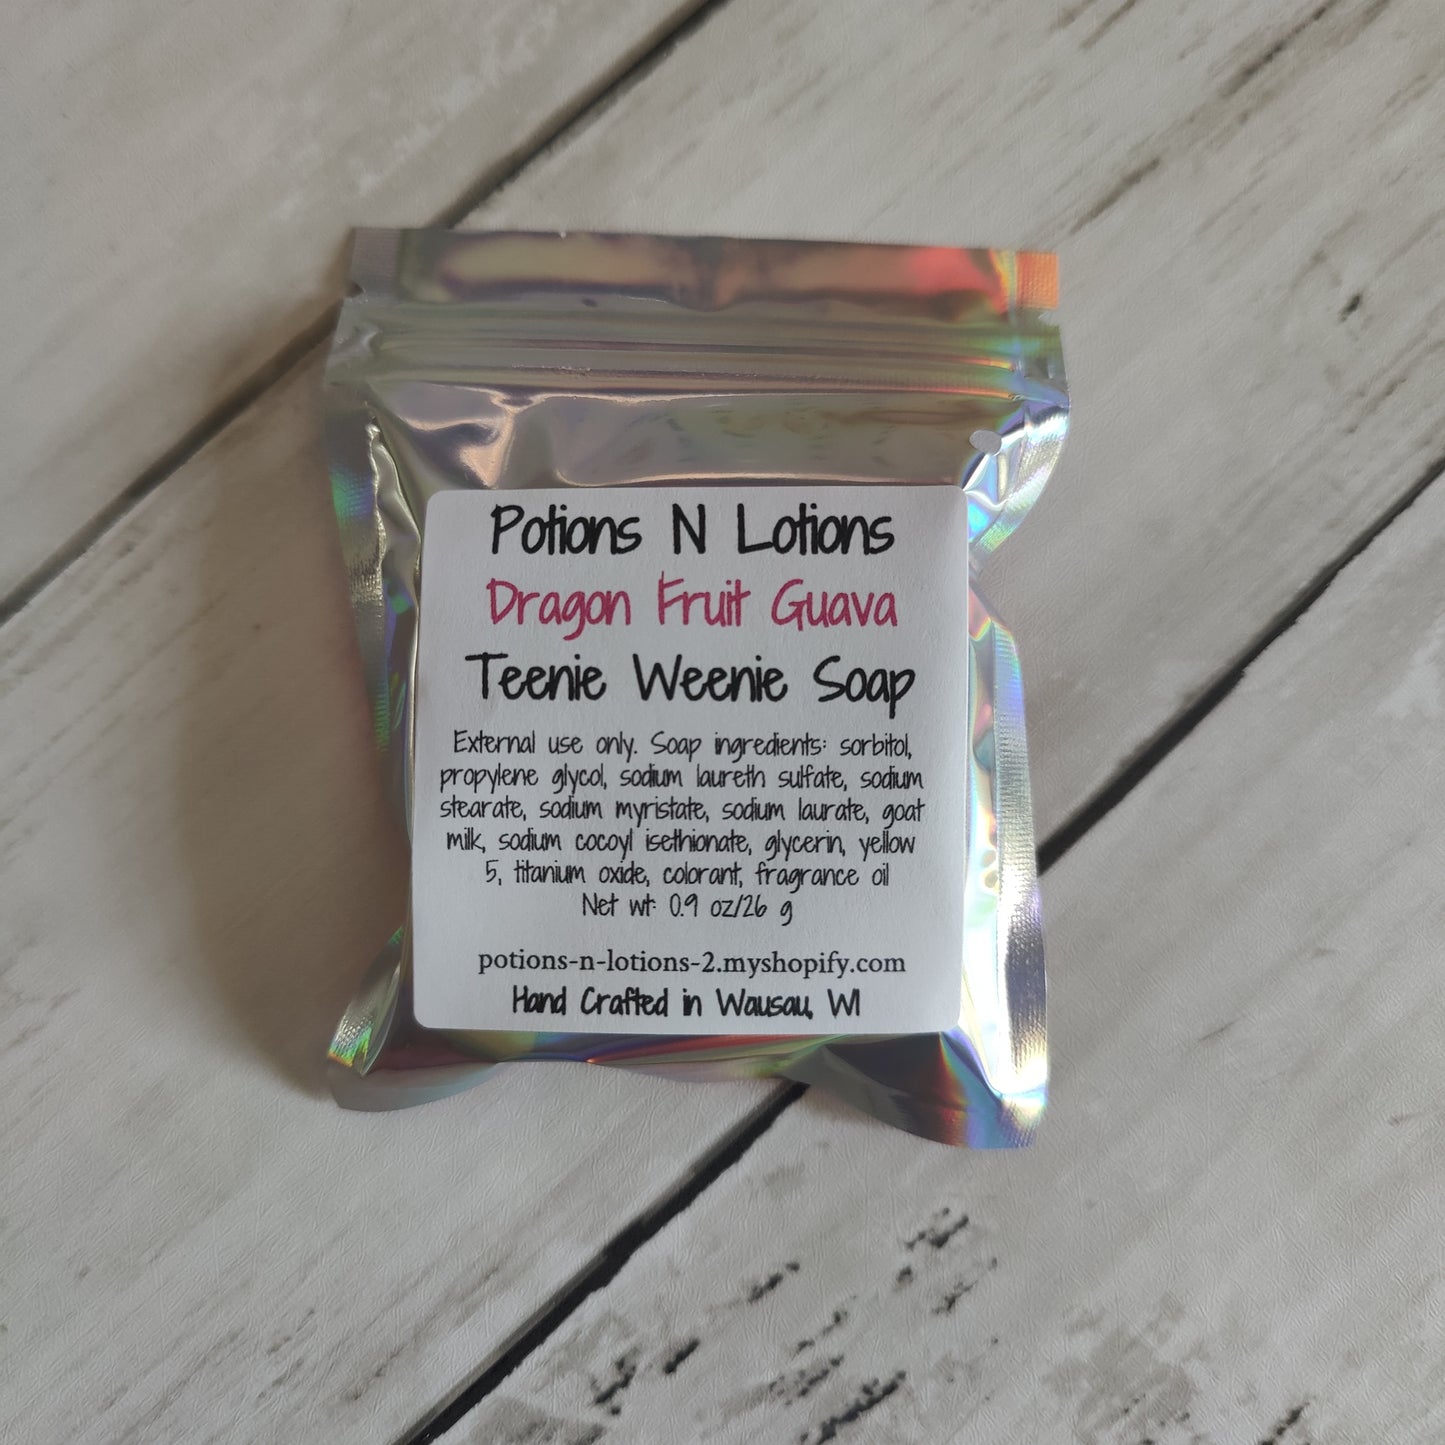 Potions N Lotions
Dragon Fruit Guava
Teenie Weenie Soap
External use only. Soap ingredients: sorbitol,
propylene glycol, sodium laureth sulfate, sodium
stearate, sodium myristate, sodium laurate, goat
milk, sodium cocoyl isethionate, glycerin, yellow
5, titanium oxide, colorant, fragrance oil
Net wt: 0.9 oz/26 g
potions-n-lotions-2.myshopify.com
Hand Crafted in Wausau, WI